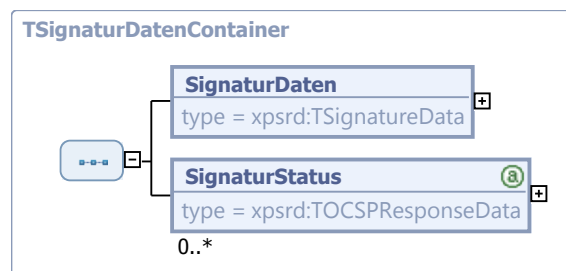 TSignaturDatenContainer
SignaturDaten
type = xpsrd:TSignatureData
SignaturStatus a
type = xpsrd:TOCSPResponseData
0..*